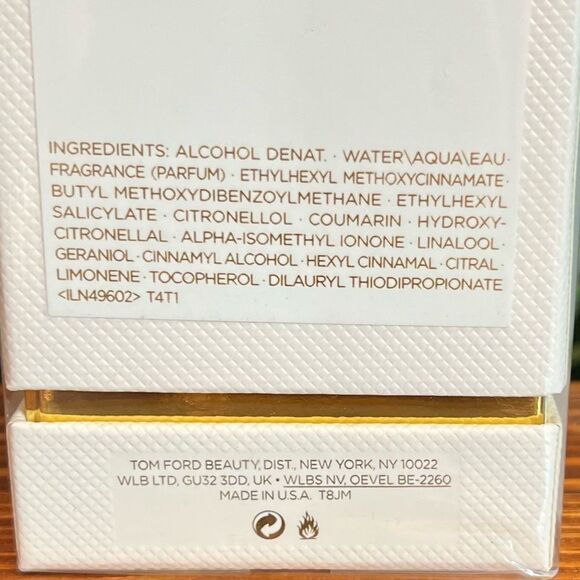 INGREDIENTS: ALCOHOL DENAT. · WATER\AQUA\EAU·
FRAGRANCE (PARFUM) · ETHYLHEXYL METHOXYCINNAMATE·
BUTYL METHOXYDIBENZOYLMETHANE · ETHYLHEXYL
SALICYLATE · CITRONELLOL · COUMARIN · HYDROXY-
CITRONELLAL · ALPHA-ISOMETHYL IONONE · LINALOOL·
GERANIOL · CINNAMYL ALCOHOL · HEXYL CINNAMAL · CITRAL·
LIMONENE · TOCOPHEROL · DILAURYL THIODIPROPIONATE
<ILN49602> T4T1
TOM FORD BEAUTY, DIST., NEW YORK, NY 10022
WLB LTD, GU32 3DD, UK • WLBS NV, OEVEL BE-2260
MADE IN U.S.A. T8JM